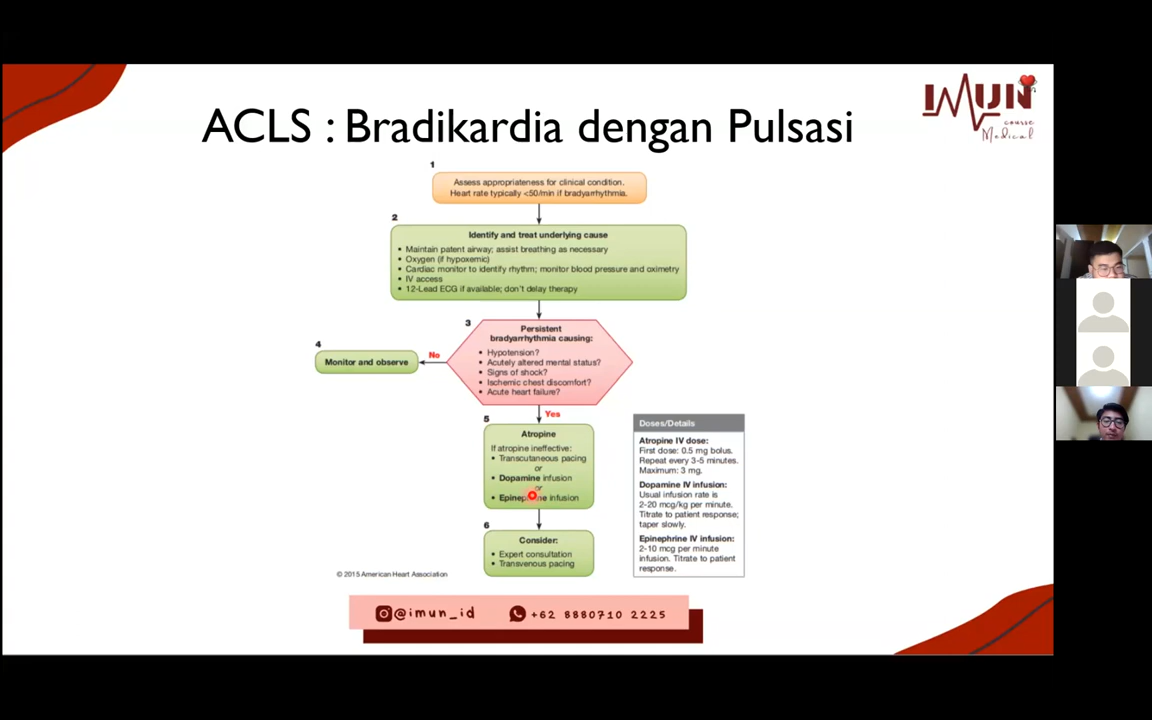 IMUN
course
Medical
ACLS : Bradikardia dengan Pulsasi
1
Assess appropriateness for clinical condition.
Heart rate typically <50/min if bradyarrhythmia.
2
Identify and treat underlying cause
• Maintain patent airway; assist breathing as necessary
• Oxygen (if hypoxemic)
• Cardiac monitor to identify rhythm; monitor blood pressure and oximetry
• IV access
• 12-Lead ECG if available; don't delay therapy
3
Persistent
bradyarrhythmia causing:
• Hypotension?
• Acutely altered mental status?
• Signs of shock?
• Ischemic chest discomfort?
• Acute heart failure?
4
Monitor and observe
No
Yes
5
Atropine
If atropine ineffective:
• Transcutaneous pacing
or
• Dopamine infusion
or
• Epinephrine infusion
6
Consider:
• Expert consultation
• Transvenous pacing
Doses/Details
Atropine IV dose:
First dose: 0.5 mg bolus.
Repeat every 3-5 minutes.
Maximum: 3 mg.
Dopamine IV infusion:
Usual infusion rate is
2-20 mcg/kg per minute.
Titrate to patient response;
taper slowly.
Epinephrine IV infusion:
2-10 mcg per minute
infusion. Titrate to patient
response.
© 2015 American Heart Association
@imun_id
+62 8880710 2225